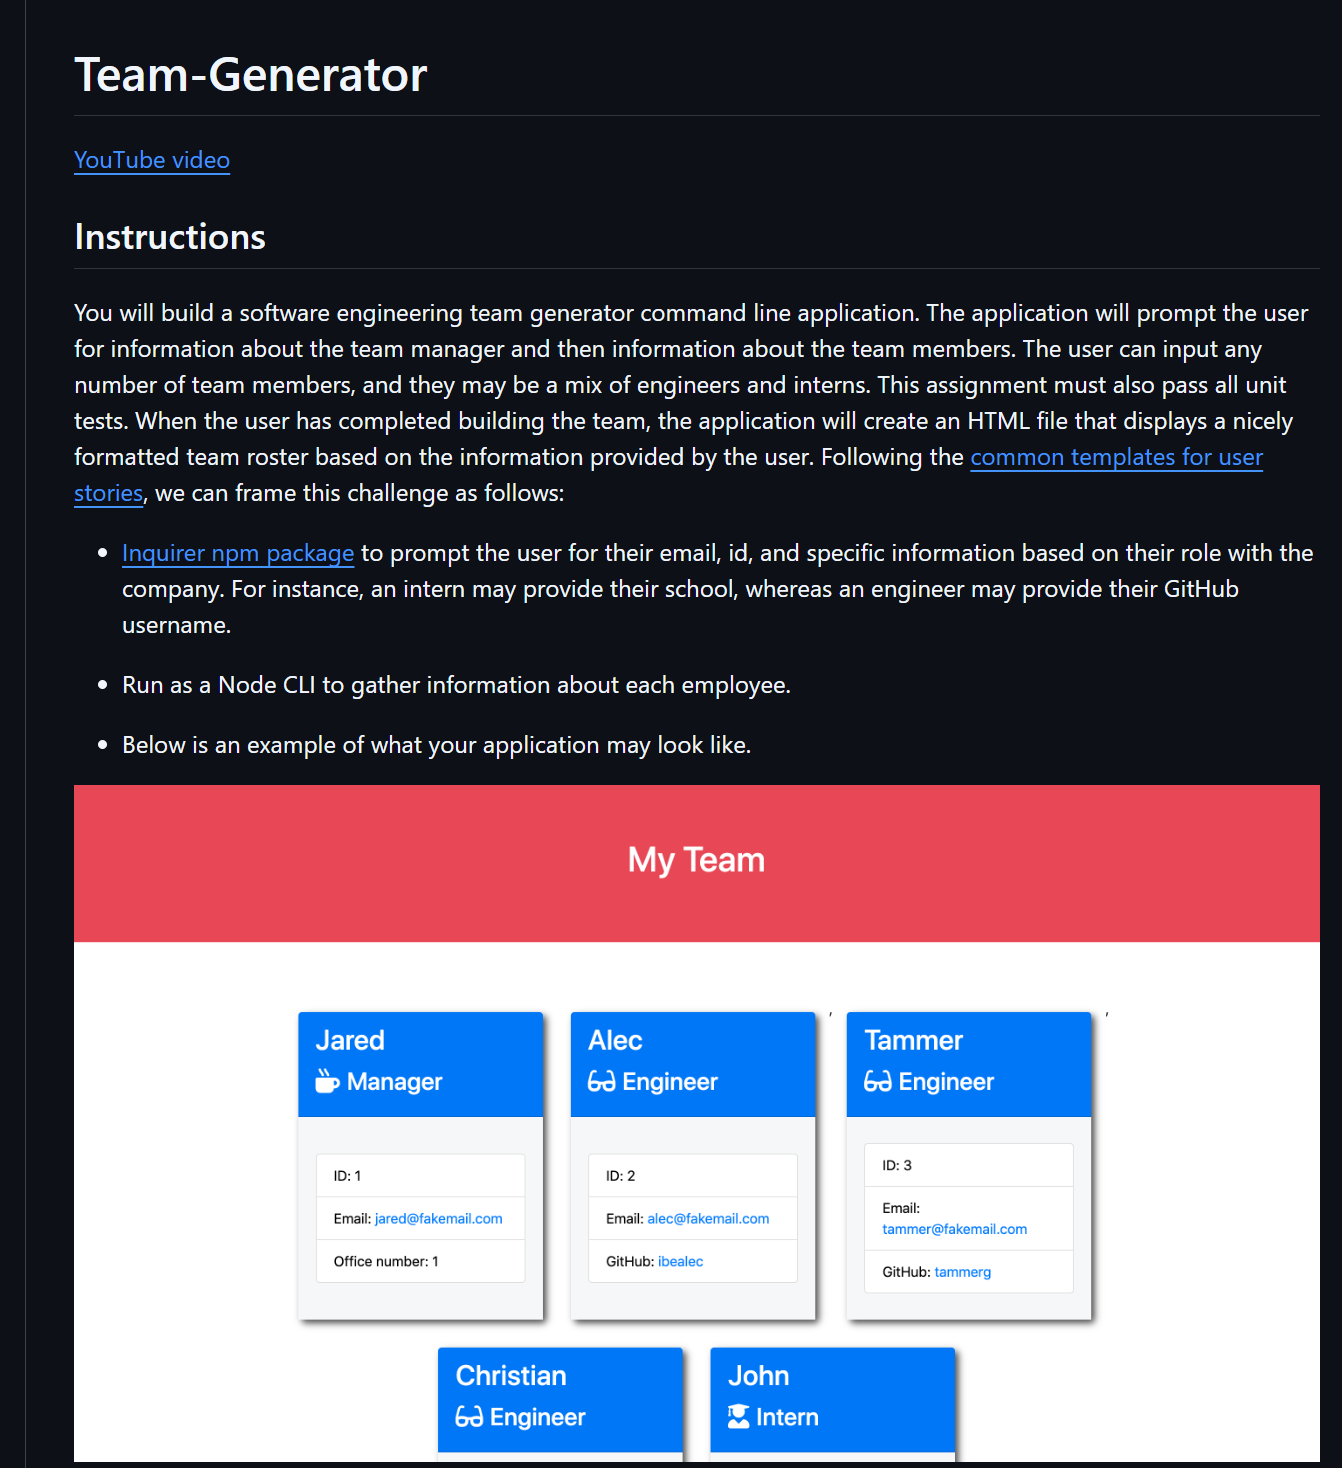 Team-Generator
YouTube video
Instructions
You will build a software engineering team generator command line application. The application will prompt the user
for information about the team manager and then information about the team members. The user can input any
number of team members, and they may be a mix of engineers and interns. This assignment must also pass all unit
tests. When the user has completed building the team, the application will create an HTML file that displays a nicely
formatted team roster based on the information provided by the user. Following the common templates for user
stories, we can frame this challenge as follows:
• Inquirer npm package to prompt the user for their email, id, and specific information based on their role with the
company. For instance, an intern may provide their school, whereas an engineer may provide their GitHub
username.
• Run as a Node CLI to gather information about each employee.
• Below is an example of what your application may look like.
My Team
Jared
Manager
ID: 1
Email: jared@fakemail.com
Office number: 1
Alec
Engineer
ID: 2
Email: alec@fakemail.com
GitHub: ibealec
,
Tammer
Engineer
ID: 3
Email:
tammer@fakemail.com
GitHub: tammerg
,
Christian
Engineer
John
Intern